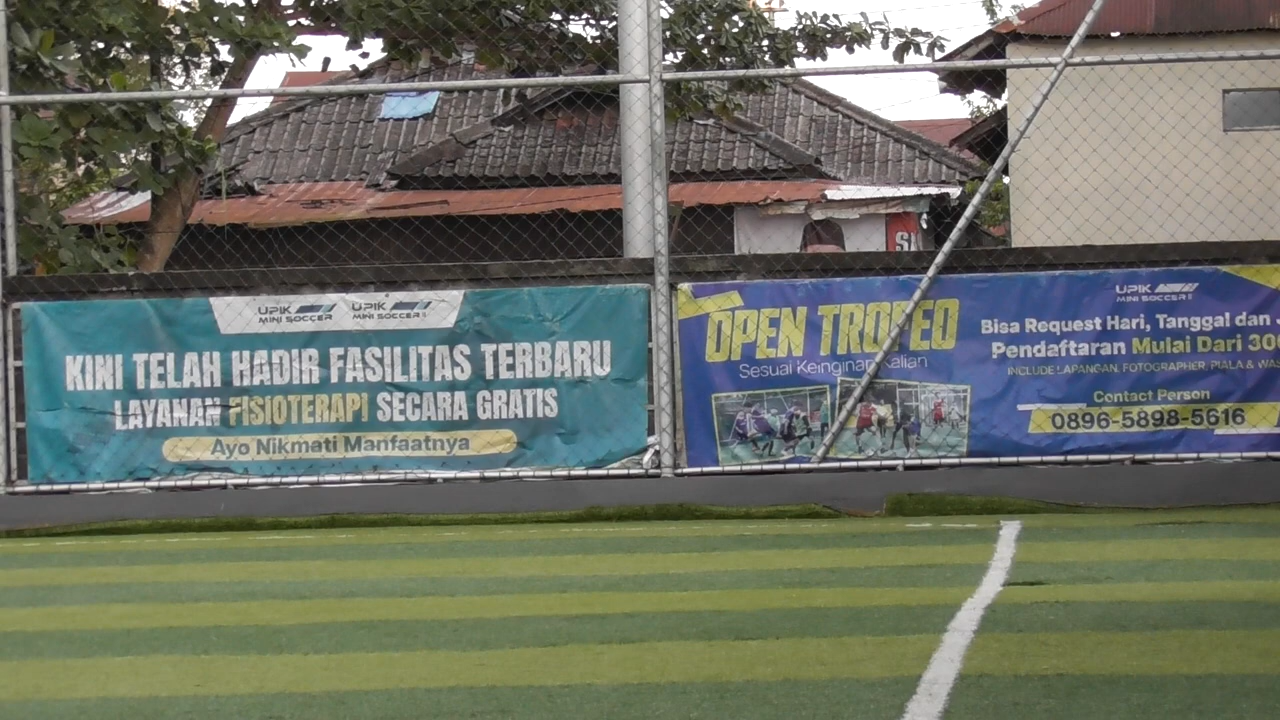 UPIK UPIK
MINI SOCCER MINI SOCCER
KINI TELAH HADIR FASILITAS TERBARU
LAYANAN FISIOTERAPI SECARA GRATIS
Ayo Nikmati Manfaatnya
OPEN TROFEO
Sesuai Keinginan Kalian
UPIK
MINI SOCCER
Bisa Request Hari, Tanggal dan
Pendaftaran Mulai Dari 30
INCLUDE LAPANGAN, FOTOGRAPHER, PIALA & WAS
Contact Person
0896-5898-5616
S